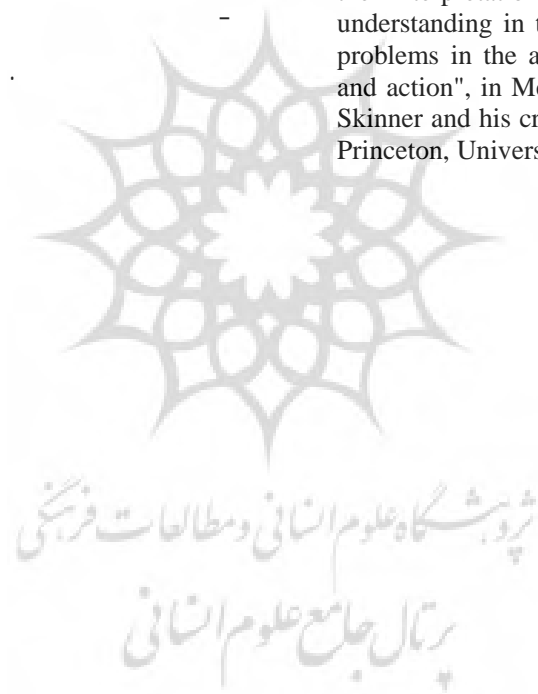 understanding in t
problems in the a
and action", in Mo
Skinner and his cr
Princeton, Univers
پژوهشگاه علوم انسانی و مطالعات فرهنگی
پرتال جامع علوم انسانی